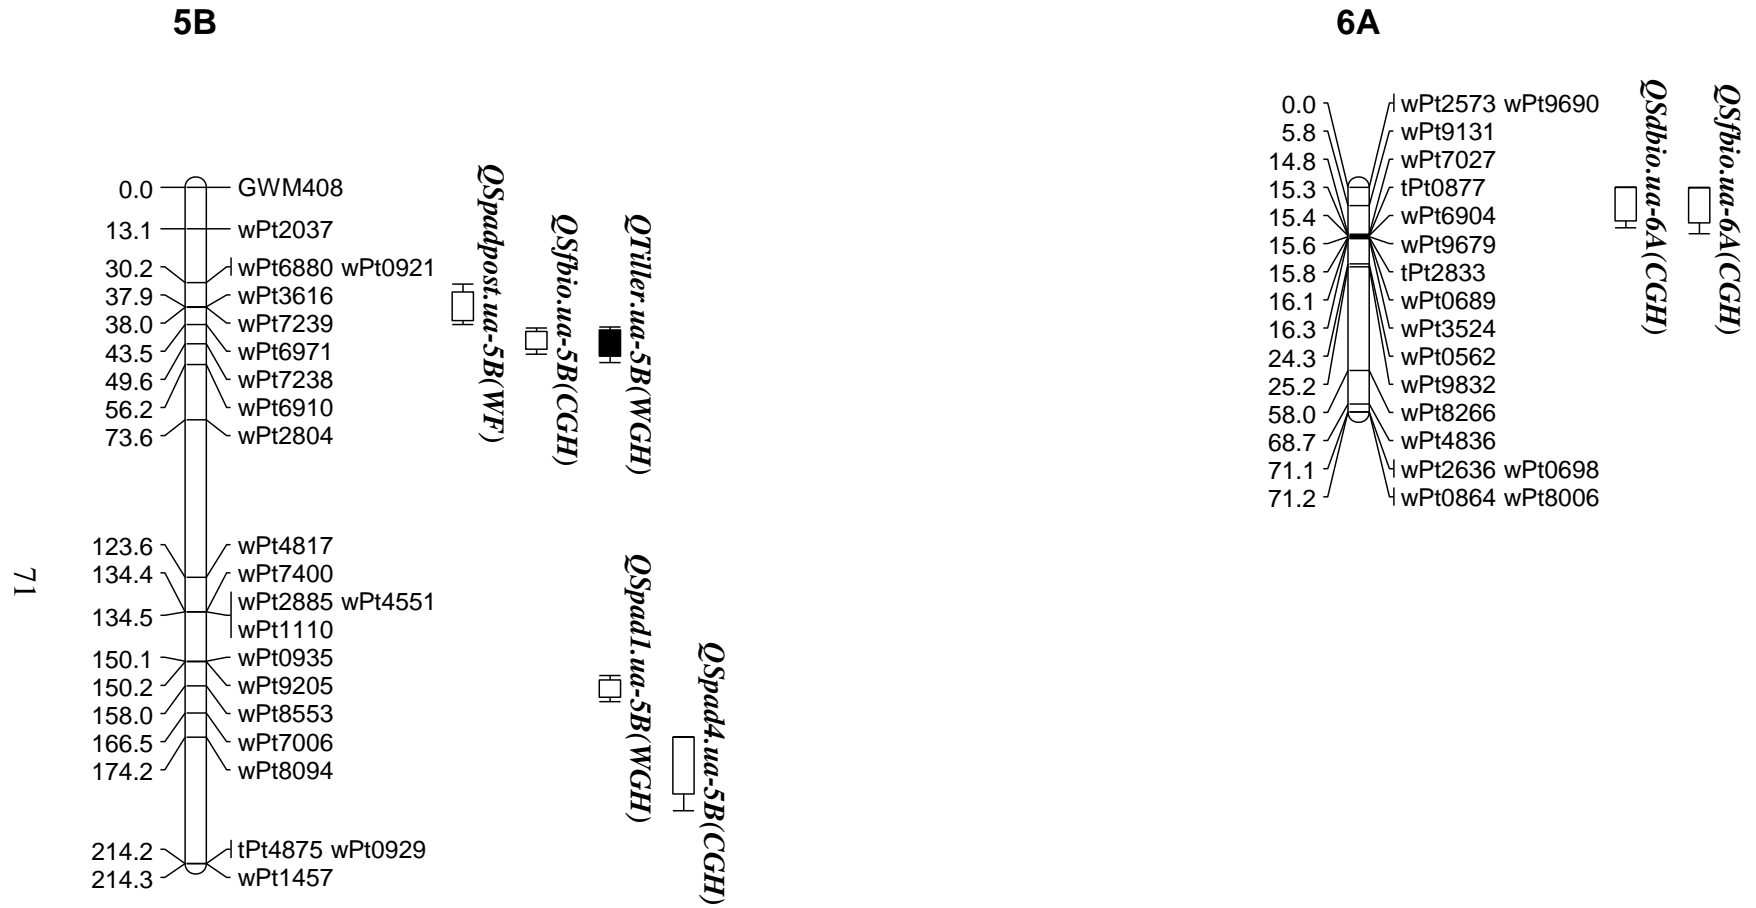 5B
0.0 GWM408
13.1 wPt2037
30.2 wPt6880 wPt0921
37.9 wPt3616
38.0 wPt7239
43.5 wPt6971
49.6 wPt7238
56.2 wPt6910
73.6 wPt2804
123.6 wPt4817
134.4 wPt7400
134.5 wPt2885 wPt4551
wPt1110
150.1 wPt0935
150.2 wPt9205
158.0 wPt8553
166.5 wPt7006
174.2 wPt8094
214.2 tPt4875 wPt0929
214.3 wPt1457
QSpadpost.ua-5B(WF)
QSfbio.ua-5B(CGH)
QTiller.ua-5B(WGH)
QSpad1.ua-5B(WGH)
QSpad4.ua-5B(CGH)
6A
0.0 wPt2573 wPt9690
5.8 wPt9131
14.8 wPt7027
15.3 tPt0877
15.4 wPt6904
15.6 wPt9679
15.8 tPt2833
16.1 wPt0689
16.3 wPt3524
24.3 wPt0562
25.2 wPt9832
58.0 wPt8266
68.7 wPt4836
71.1 wPt2636 wPt0698
71.2 wPt0864 wPt8006
QSdbio.ua-6A(CGH)
QSfbio.ua-6A(CGH)
71